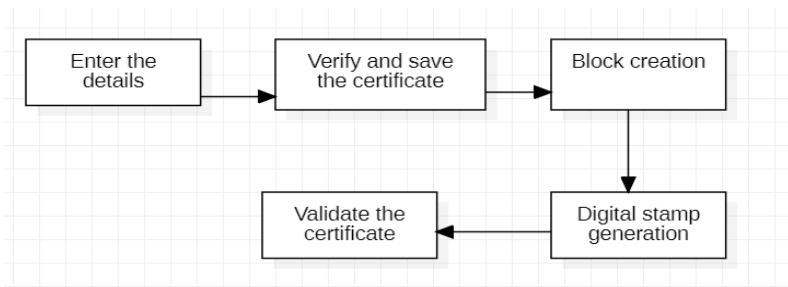 Enter the
details
Verify and save
the certificate
Block creation
Validate the
certificate
Digital stamp
generation